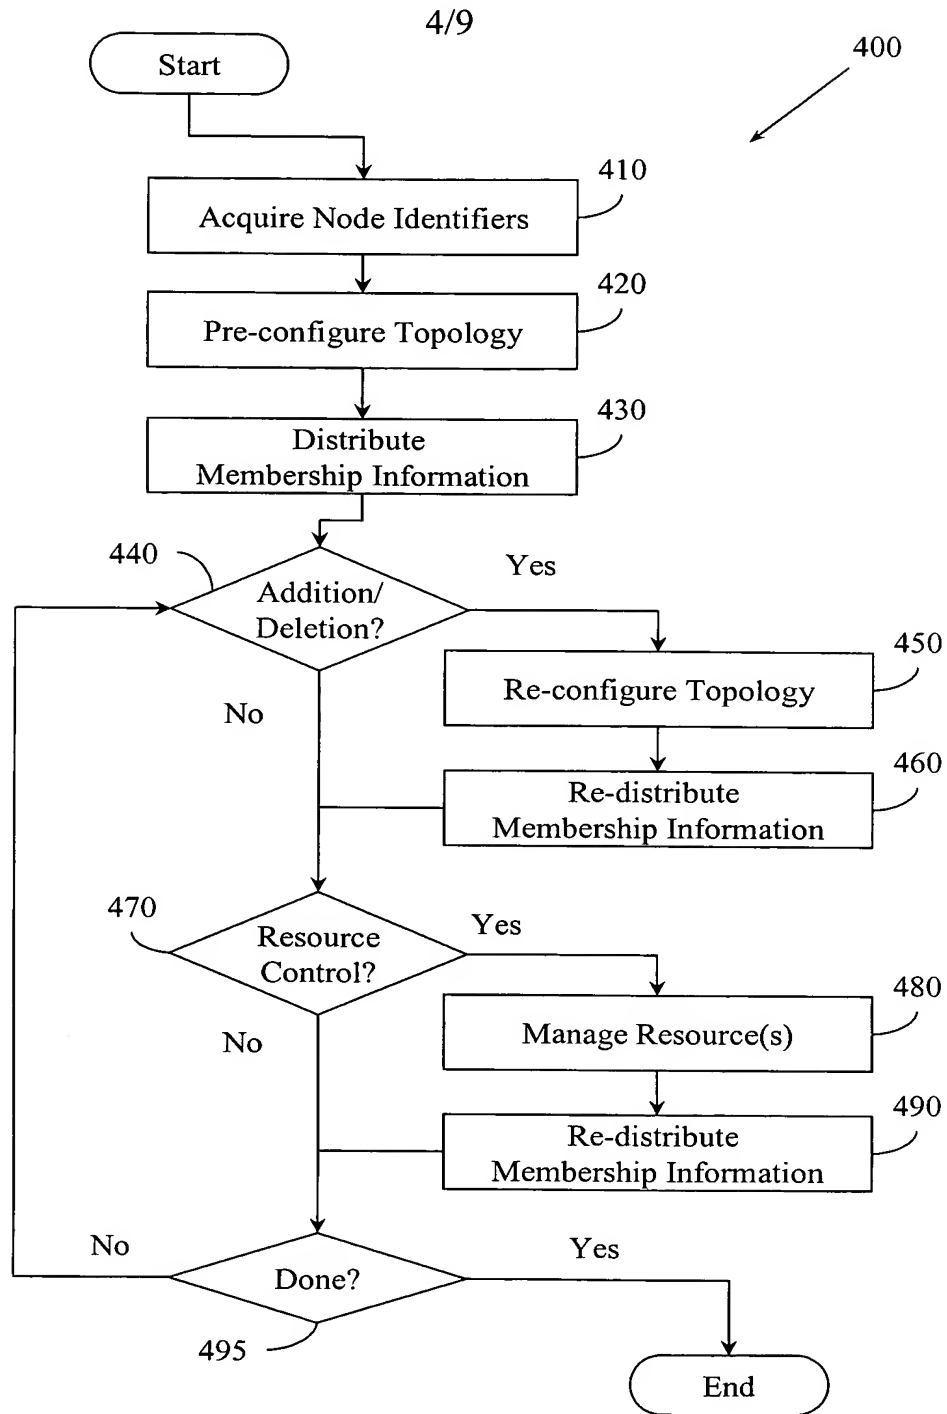 4/9
Start
400
410
Acquire Node Identifiers
420
Pre-configure Topology
430
Distribute
Membership Information
440
Addition/
Deletion?
Yes
No
450
Re-configure Topology
460
Re-distribute
Membership Information
470
Resource
Control?
Yes
No
480
Manage Resource(s)
490
Re-distribute
Membership Information
No
Done?
Yes
495
End